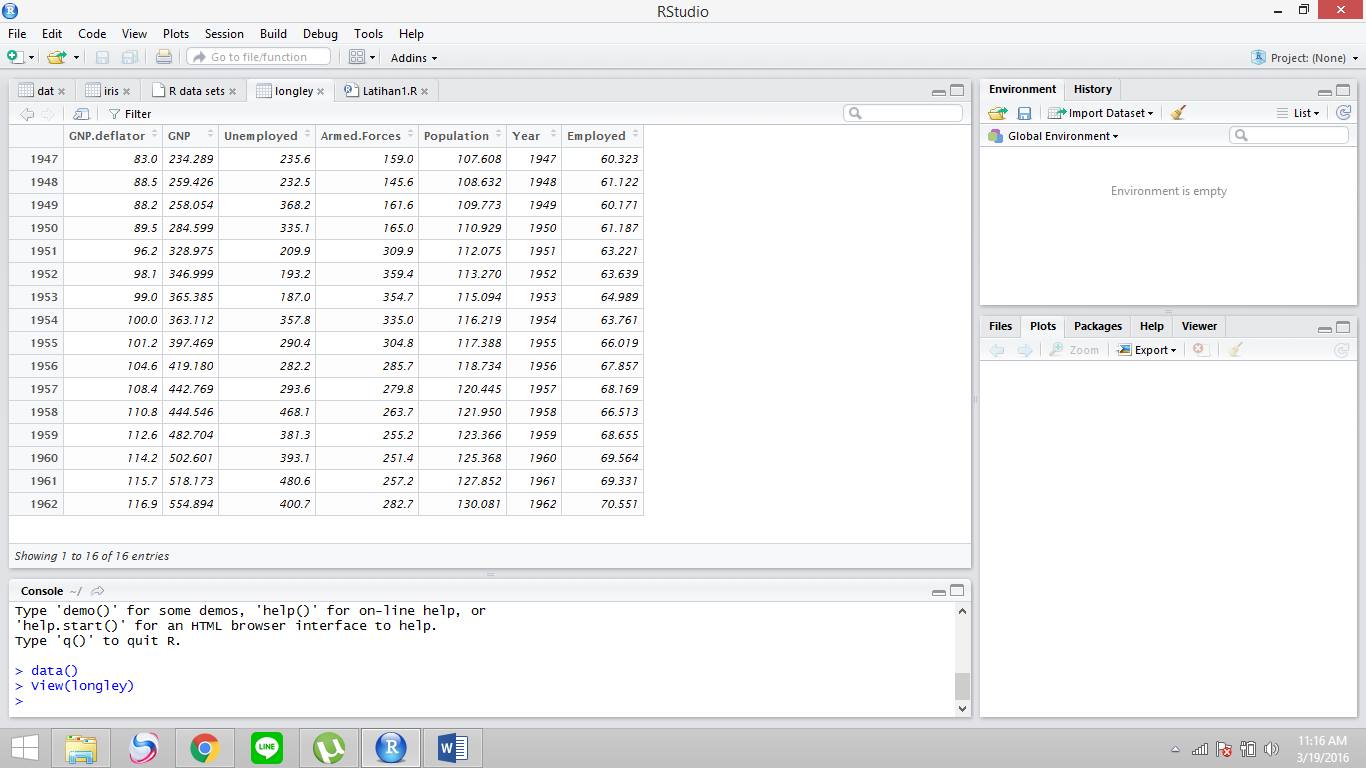 RStudio
File Edit Code View Plots Session Build Debug Tools Help
Go to file/function Addins Project: (None)
dat iris R data sets longley Latihan1.R
Filter
GNP.deflator GNP Unemployed Armed.Forces Population Year Employed
1947 83.0 234.289 235.6 159.0 107.608 1947 60.323
1948 88.5 259.426 232.5 145.6 108.632 1948 61.122
1949 88.2 258.054 368.2 161.6 109.773 1949 60.171
1950 89.5 284.599 335.1 165.0 110.929 1950 61.187
1951 96.2 328.975 209.9 309.9 112.075 1951 63.221
1952 98.1 346.999 193.2 359.4 113.270 1952 63.639
1953 99.0 365.385 187.0 354.7 115.094 1953 64.989
1954 100.0 363.112 357.8 335.0 116.219 1954 63.761
1955 101.2 397.469 290.4 304.8 117.388 1955 66.019
1956 104.6 419.180 282.2 285.7 118.734 1956 67.857
1957 108.4 442.769 293.6 279.8 120.445 1957 68.169
1958 110.8 444.546 468.1 263.7 121.950 1958 66.513
1959 112.6 482.704 381.3 255.2 123.366 1959 68.655
1960 114.2 502.601 393.1 251.4 125.368 1960 69.564
1961 115.7 518.173 480.6 257.2 127.852 1961 69.331
1962 116.9 554.894 400.7 282.7 130.081 1962 70.551
Showing 1 to 16 of 16 entries
Console ~/
Type 'demo()' for some demos, 'help()' for on-line help, or
'help.start()' for an HTML browser interface to help.
Type 'q()' to quit R.
> data()
> View(longley)
>
Environment History
Import Dataset List
Global Environment
Environment is empty
Files Plots Packages Help Viewer
Zoom Export
LINE
11:16 AM
3/19/2016